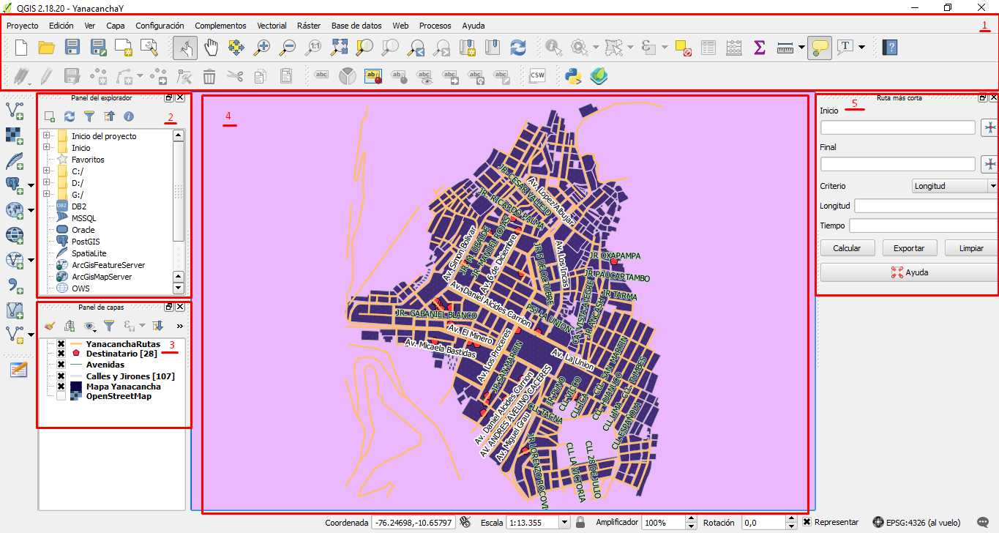 QGIS 2.18.20 - YanacanchaY
Proyecto Edición Ver Capa Configuración Complementos Vectorial Ráster Base de datos Web Procesos Ayuda
1
1:1
T
?
abc abc ab abc abc abc abc CSW
Panel del explorador
2
Inicio del proyecto
Inicio
Favoritos
C:/
D:/
G:/
DB2 DB2
MSSQL
Oracle
PostGIS
SpatiaLite
ArcGisFeatureServer
ArcGisMapServer
OWS
Panel de capas
»
3
YanacanchaRutas
Destinatario [28]
Avenidas
Calles y Jirones [107]
Mapa Yanacancha
OpenStreetMap
4
JR. CESAR VALLEJO
Av. Lopez Albujar
JR. RICARDO PALMA
Av. Simon Bolivar
JR. M. UBALDE
JR. MANUEL ROJAS
Av. 6 de Diciembre
JR 5 DE OCTUBRE
Av. Los Incas
JR OXAPAMPA
JR PAUCARTAMBO
JR TARMA
Av. Daniel Alcides Carrion
PSJ LA UNION
JR ANCASH
JR. GABANIEL BLANCO
Av. El Minero
Av. Micaela Bastidas
Av. Los Proceres
JR. SAN MARTIN
Av. La Union
CLL. SAN MARTIN
CLL. TUMBES
Av. Daniel Alcides Carrion
Av. ANDRES AVELINO CACERES
Av. Miguel Grau
JR. PUNO
CLL. VICCO
CLL. ICA
CLL. HUANUCO
CLL. LIMA
CLL. ESPAÑOLA
CLL TACNA
JR LORENZO ROCOVI
CLL LA VICTORIA
CLL 28 DE JULIO
Ruta más corta
Inicio
5
Final
Criterio Longitud
Longitud
Tiempo
Calcular Exportar Limpiar
Ayuda
Coordenada -76.24698,-10.65797 Escala 1:13.355 Amplificador 100% Rotación 0,0 Representar EPSG:4326 (al vuelo)